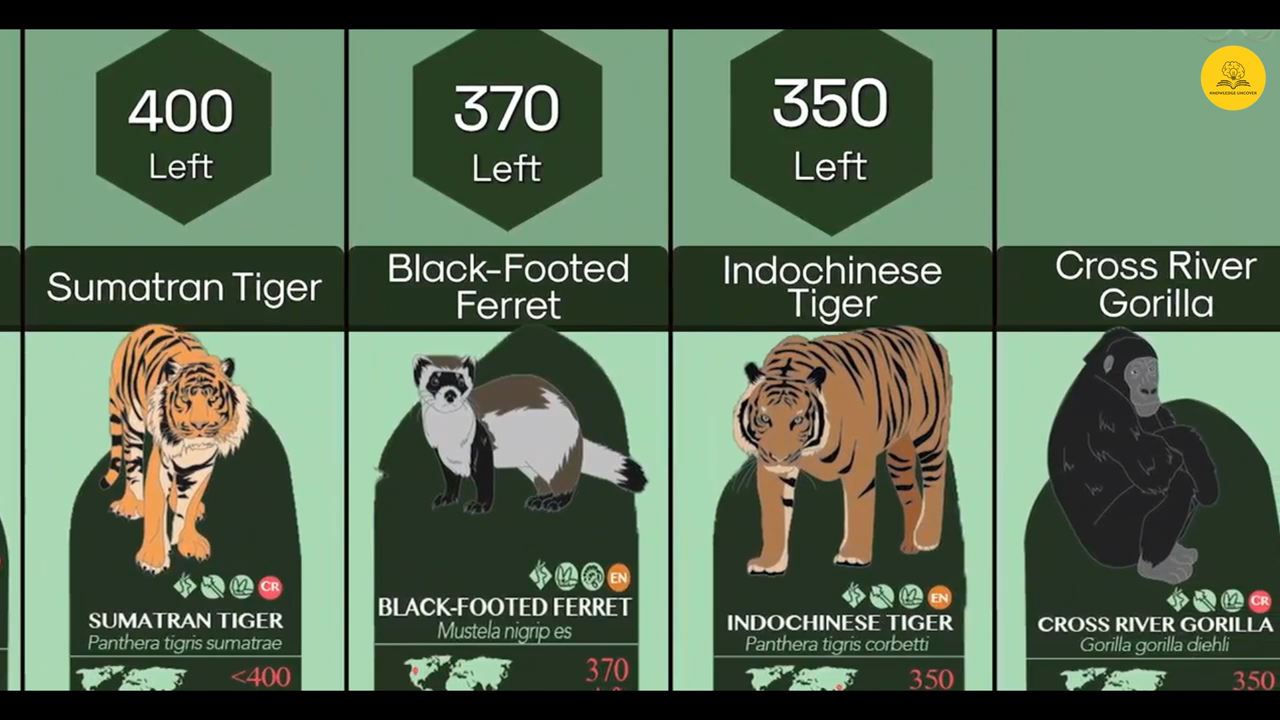 400
Left
Sumatran Tiger
CR
SUMATRAN TIGER
Panthera tigris sumatrae
<400
370
Left
Black-Footed
Ferret
EN
BLACK-FOOTED FERRET
Mustela nigrip es
370
350
Left
Indochinese
Tiger
EN
INDOCHINESE TIGER
Panthera tigris corbetti
350
Cross River
Gorilla
CR
CROSS RIVER GORILLA
Gorilla gorilla diehli
350
KNOWLEDGE UNCOVER